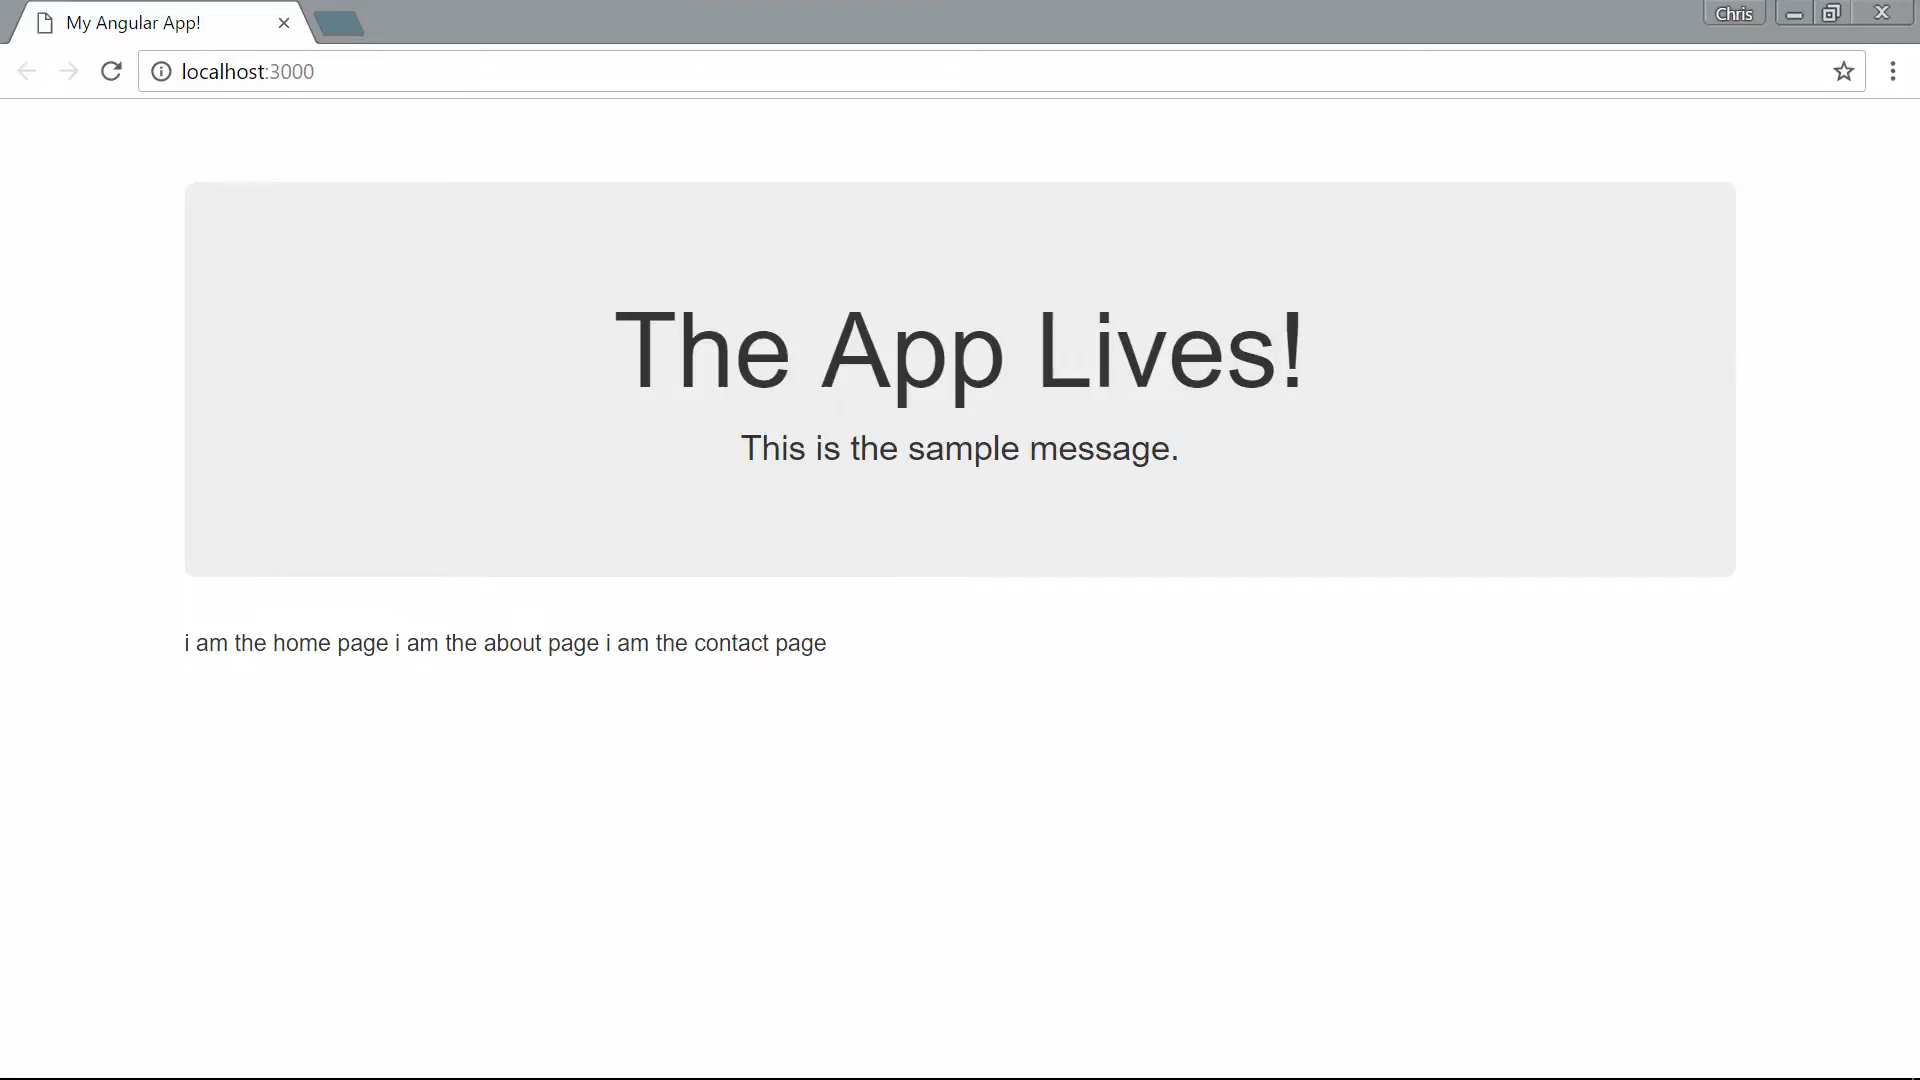 My Angular App!
Chris
localhost:3000
The App Lives!
This is the sample message.
i am the home page i am the about page i am the contact page